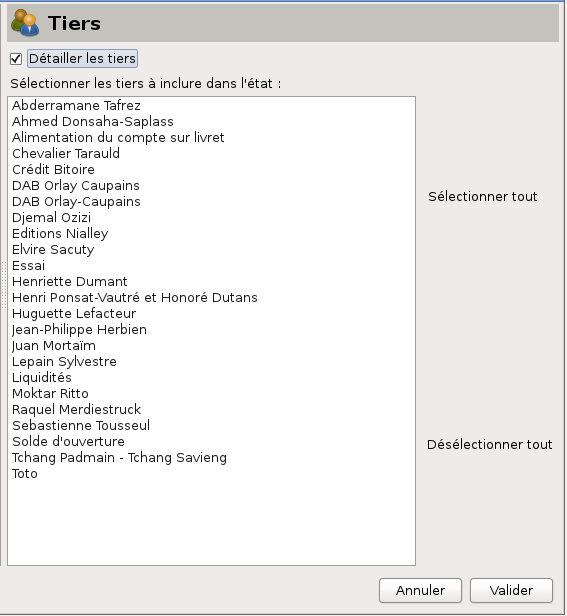 Tiers
Détailler les tiers
Sélectionner les tiers à inclure dans l'état :
Abderramane Tafrez
Ahmed Donsaha-Saplass
Alimentation du compte sur livret
Chevalier Tarauld
Crédit Bitoire
DAB Orlay Caupains
DAB Orlay-Caupains
Djemal Ozizi
Editions Nialley
Elvire Sacuty
Essai
Henriette Dumant
Henri Ponsat-Vautré et Honoré Dutans
Huguette Lefacteur
Jean-Philippe Herbien
Juan Mortaïm
Lepain Sylvestre
Liquidités
Moktar Ritto
Raquel Merdiestruck
Sebastienne Tousseul
Solde d'ouverture
Tchang Padmain - Tchang Savieng
Toto
Sélectionner tout
Désélectionner tout
Annuler
Valider